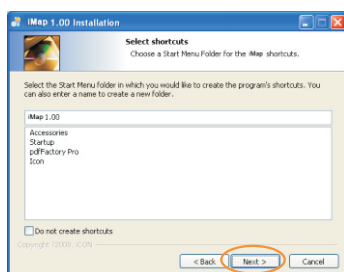 iMap 1.00 Installation
Select shortcuts
Choose a Start Menu Folder for the iMap shortcuts.
Select the Start Menu folder in which you would like to create the program's shortcuts. You
can also enter a name to create a new folder.
iMap 1.00
Accessories
Startup
pdfFactory Pro
Icon
Do not create shortcuts
Copyright ©2008, iCON
< Back
Next >
Cancel